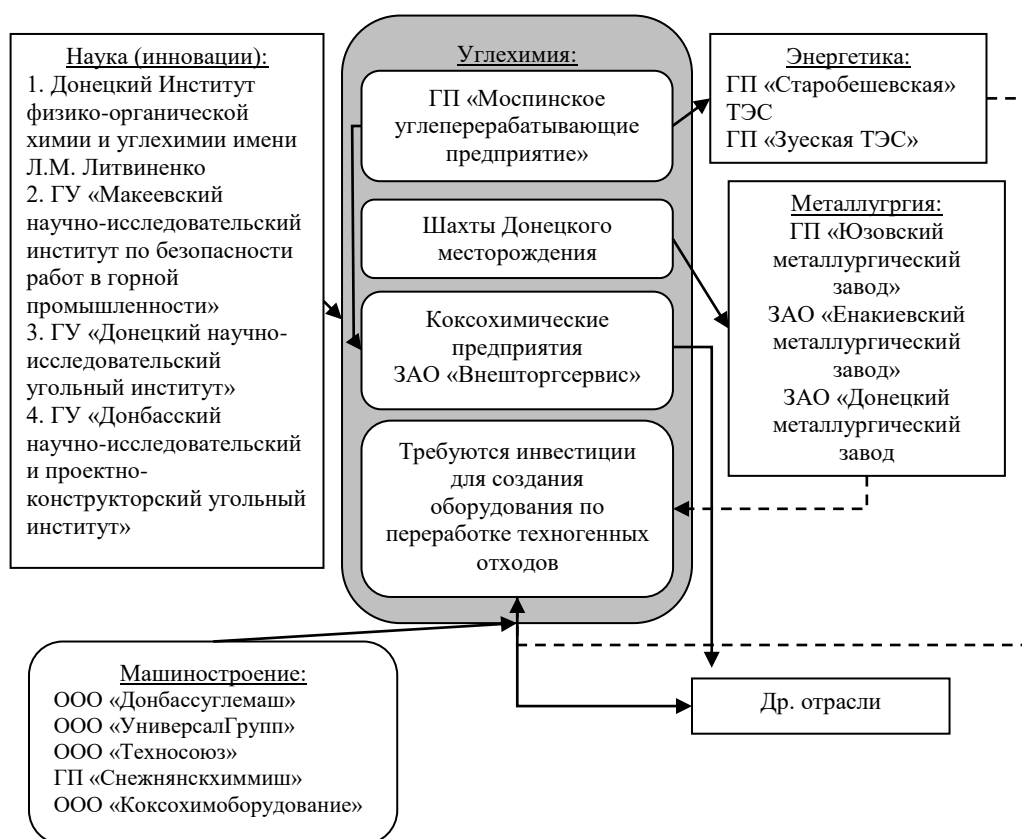 Наука (инновации):
1. Донецкий Институт
физико-органической
химии и углехимии имени
Л.М. Литвиненко
2. ГУ «Макеевский
научно-исследовательский
институт по безопасности
работ в горной
промышленности»
3. ГУ «Донецкий научно-
исследовательский
угольный институт»
4. ГУ «Донбасский
научно-исследовательский
и проектно-
конструкторский угольный
институт»
Углехимия:
ГП «Моспинское
углеперерабатывающие
предприятие»
Шахты Донецкого
месторождения
Коксохимические
предприятия
ЗАО «Внешторгсервис»
Требуются инвестиции
для создания
оборудования по
переработке техногенных
отходов
Энергетика:
ГП «Старобешевская»
ТЭС
ГП «Зуеская ТЭС»
Металлугргия:
ГП «Юзовский
металлургический
завод»
ЗАО «Енакиевский
металлургический
завод»
ЗАО «Донецкий
металлургический
завод
Машиностроение:
ООО «Донбассуглемаш»
ООО «УниверсалГрупп»
ООО «Техносоюз»
ГП «Снежнянскхиммиш»
ООО «Коксохимоборудование»
Др. отрасли